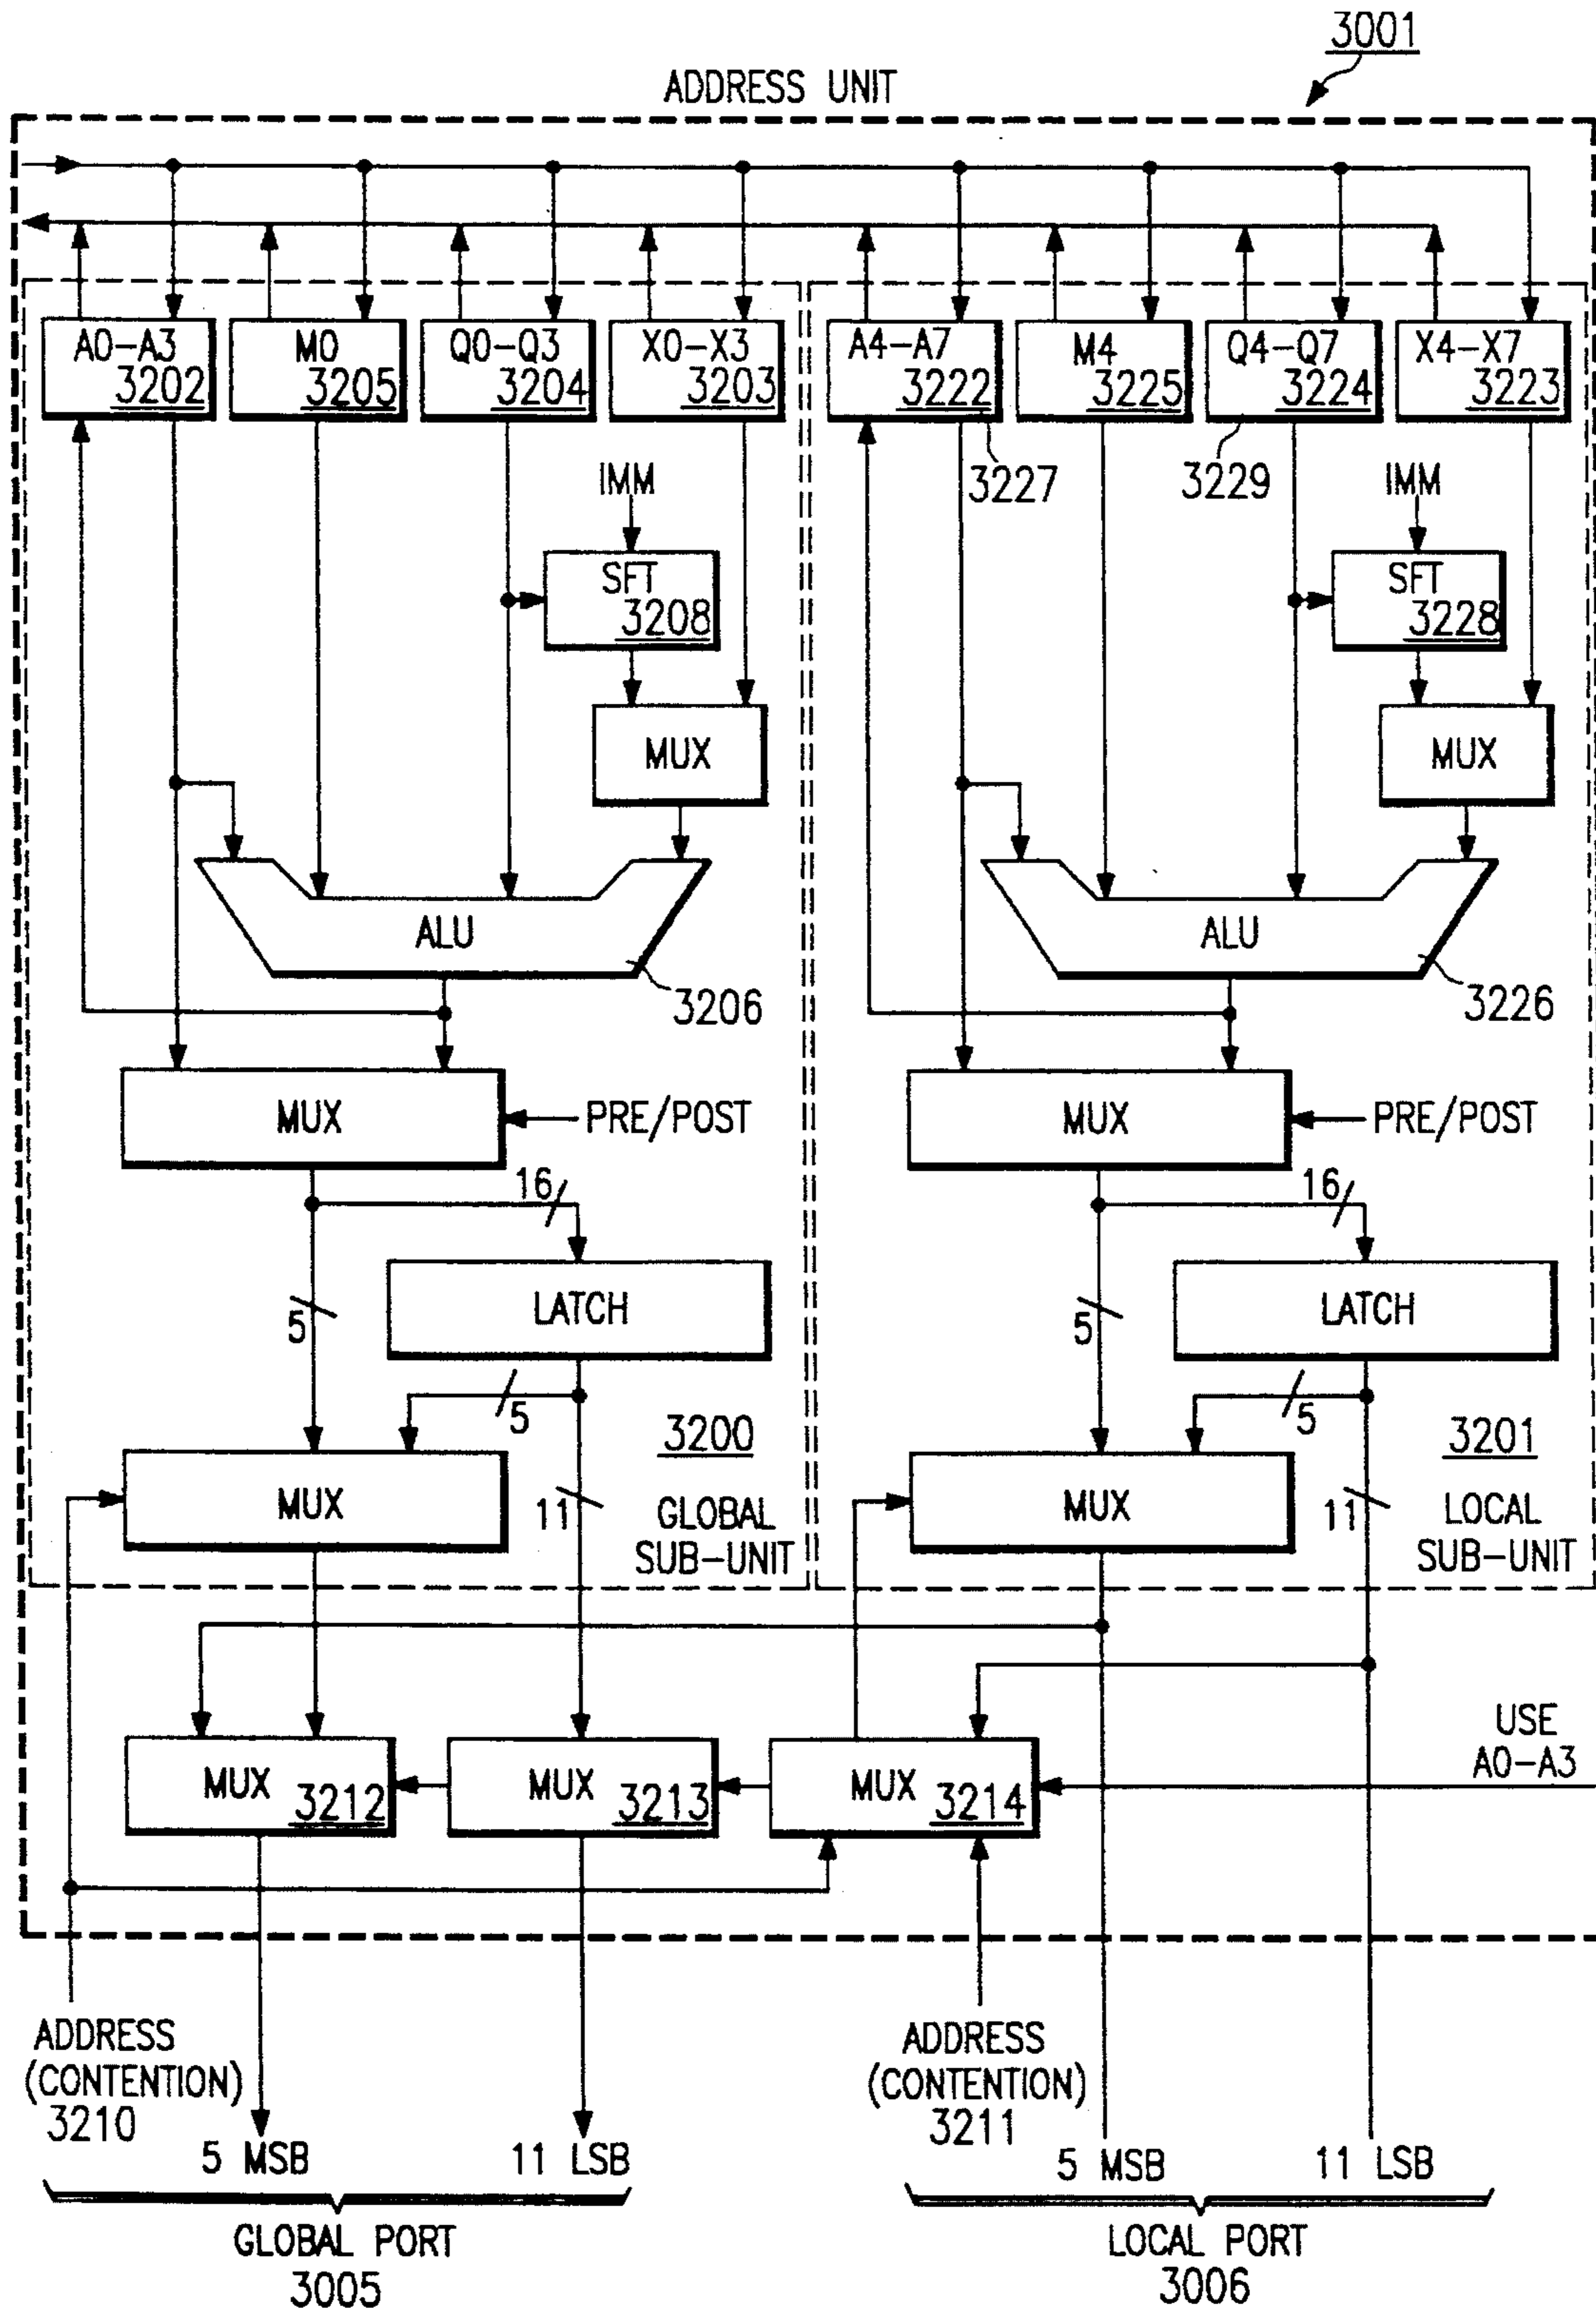 3001
ADDRESS UNIT
A0-A3
3202
M0
3205
Q0-Q3
3204
X0-X3
3203
A4-A7
3222
M4
3225
Q4-Q7
3224
X4-X7
3223
IMM
3227
3229
IMM
SFT
3208
SFT
3228
MUX
MUX
ALU
ALU
3206
3226
MUX
PRE/POST
MUX
PRE/POST
16
16
5
LATCH
5
LATCH
5
5
3200
3201
MUX
11
GLOBAL
SUB-UNIT
MUX
11
LOCAL
SUB-UNIT
USE
A0-A3
MUX
3212
MUX
3213
MUX
3214
ADDRESS
(CONTENTION)
3210
ADDRESS
(CONTENTION)
3211
5 MSB
11 LSB
5 MSB
11 LSB
GLOBAL PORT
3005
LOCAL PORT
3006